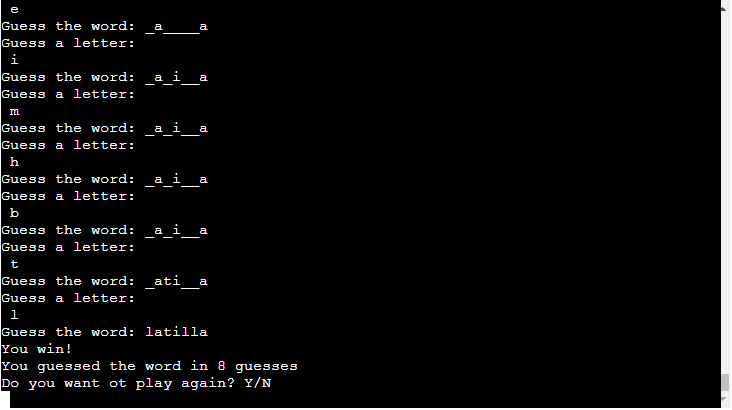 e
Guess the word: _a____a
Guess a letter:
i
Guess the word: _a_i__a
Guess a letter:
m
Guess the word: _a_i__a
Guess a letter:
h
Guess the word: _a_i__a
Guess a letter:
b
Guess the word: _a_i__a
Guess a letter:
t
Guess the word: _ati__a
Guess a letter:
l
Guess the word: latilla
You win!
You guessed the word in 8 guesses
Do you want ot play again? Y/N